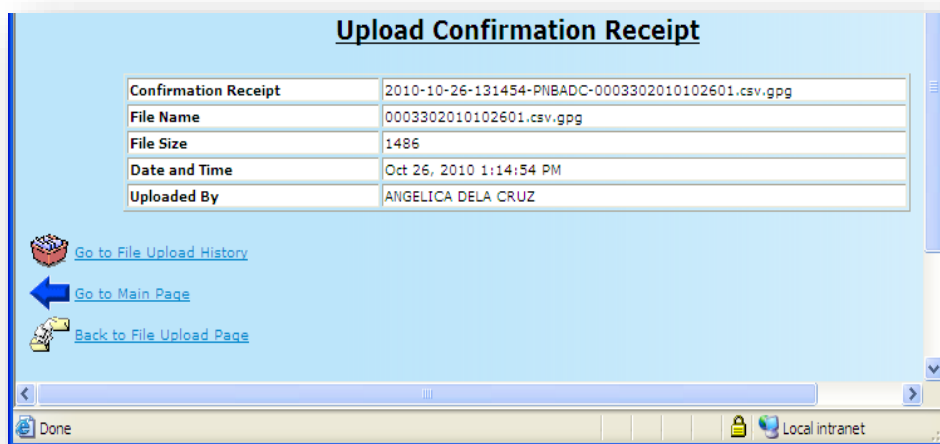 Upload Confirmation Receipt
Confirmation Receipt 2010-10-26-131454-PNBADC-0003302010102601.csv.gpg
File Name 0003302010102601.csv.gpg
File Size 1486
Date and Time Oct 26, 2010 1:14:54 PM
Uploaded By ANGELICA DELA CRUZ
Go to File Upload History
Go to Main Page
Back to File Upload Page
Done Local intranet